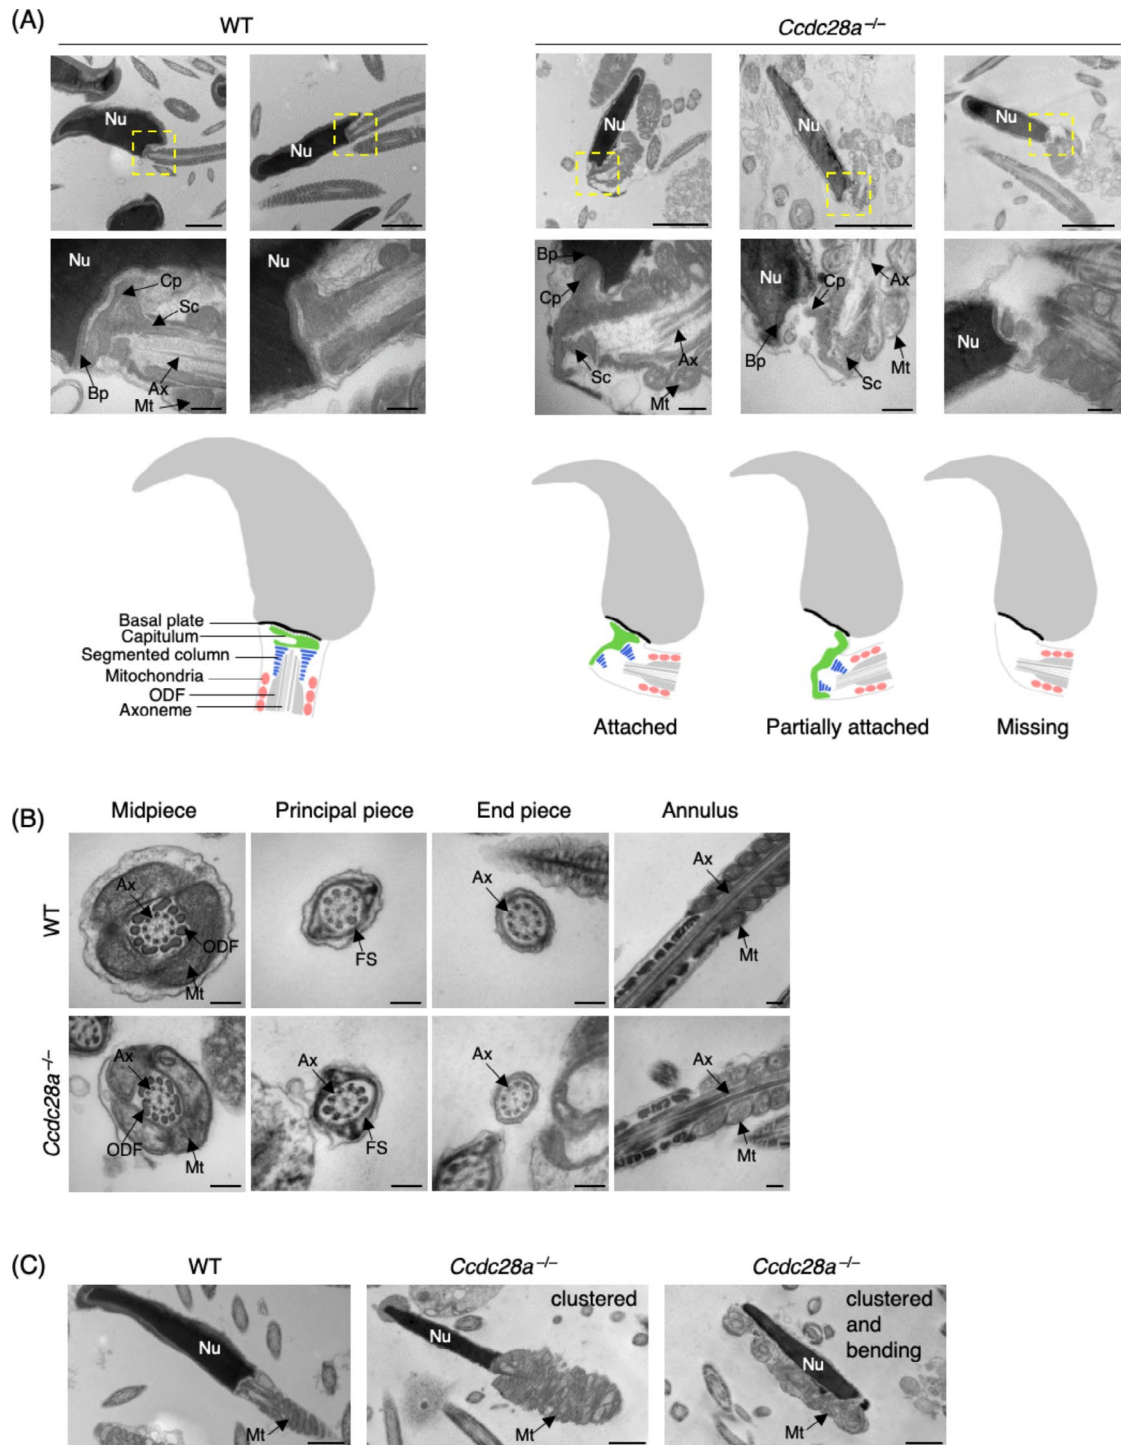 (A)
WT
Ccdc28a−/−
Nu
Nu
Nu
Nu
Nu
Nu
Cp
Sc
Bp
Ax
Mt
Nu
Bp
Cp
Sc
Ax
Mt
Nu
Cp
Ax
Bp
Sc
Mt
Nu
Basal plate
Capitulum
Segmented column
Mitochondria
ODF
Axoneme
Attached
Partially attached
Missing
(B)
Midpiece
Principal piece
End piece
Annulus
WT
Ax
ODF
Mt
Ax
FS
Ax
Ax
Mt
Ccdc28a−/−
Ax
ODF
Mt
Ax
FS
Ax
Ax
Mt
(C)
WT
Ccdc28a−/−
Ccdc28a−/−
Nu
Mt
clustered
Nu
Mt
clustered
and
bending
Nu
Mt